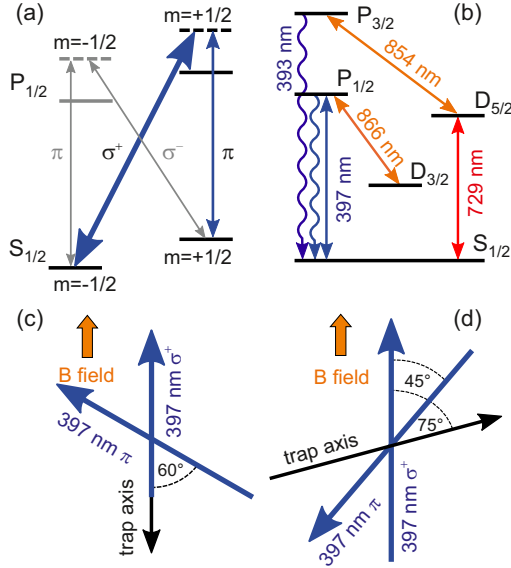 (a)
m=+1/2
m=-1/2
P1/2
π
σ+
σ−
π
S1/2
m=+1/2
m=-1/2
(b)
P3/2
393 nm
854 nm
P1/2
D5/2
866 nm
D3/2
397 nm
729 nm
S1/2
(c)
B field
397 nm σ+
397 nm π
60°
trap axis
(d)
B field
45°
75°
trap axis
397 nm π
397 nm σ+